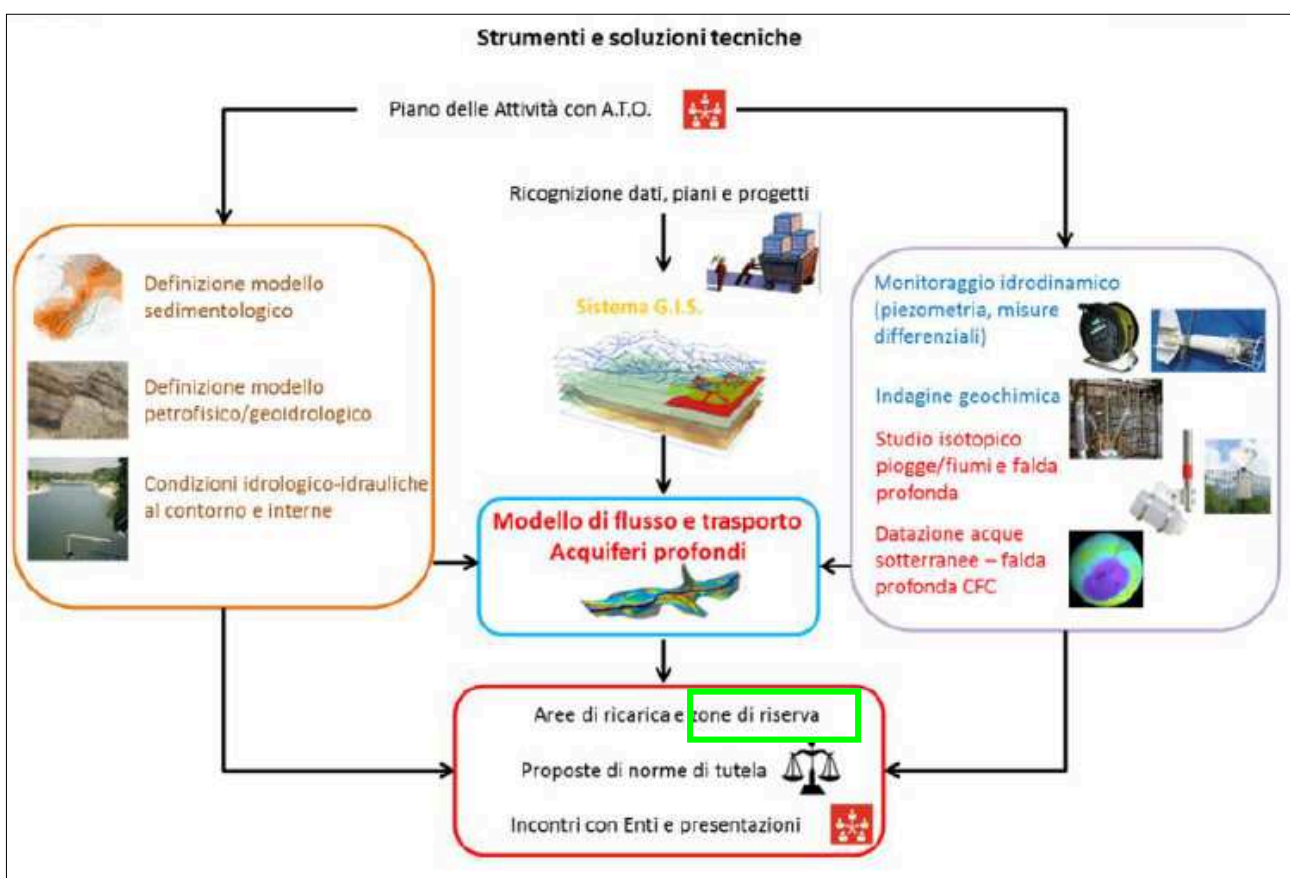 Strumenti e soluzioni tecniche
Piano delle Attività con A.T.O.
Ricognizione dati, piani e progetti
Sistema G.I.S.
Definizione modello
sedimentologico
Definizione modello
petrofisico/geoidrologico
Condizioni idrologico-idrauliche
al contorno e interne
Modello di flusso e trasporto
Acquiferi profondi
Monitoraggio idrodinamico
(piezometria, misure
differenziali)
Indagine geochimica
Studio isotopico
piogge/fiumi e falda
profonda
Datazione acque
sotterranee – falda
profonda CFC
Aree di ricarica e zone di riserva
Proposte di norme di tutela
Incontri con Enti e presentazioni